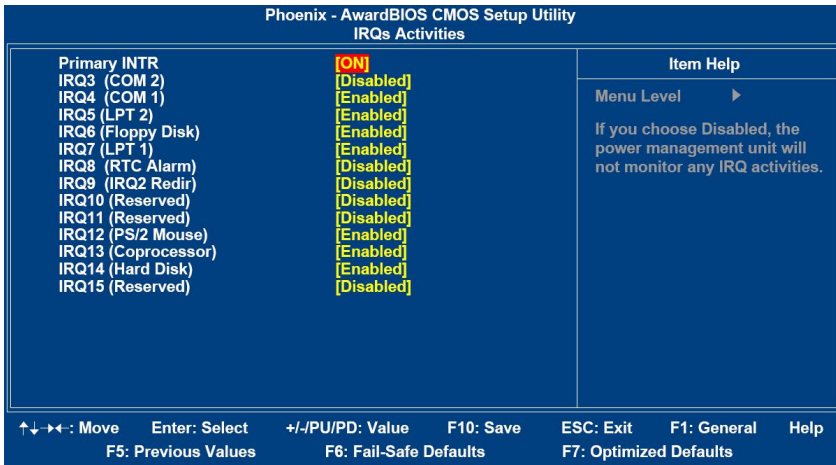 Phoenix - AwardBIOS CMOS Setup Utility
IRQs Activities
Primary INTR [ON]
IRQ3 (COM 2) [Disabled]
IRQ4 (COM 1) [Enabled]
IRQ5 (LPT 2) [Enabled]
IRQ6 (Floppy Disk) [Enabled]
IRQ7 (LPT 1) [Enabled]
IRQ8 (RTC Alarm) [Disabled]
IRQ9 (IRQ2 Redir) [Disabled]
IRQ10 (Reserved) [Disabled]
IRQ11 (Reserved) [Disabled]
IRQ12 (PS/2 Mouse) [Enabled]
IRQ13 (Coprocessor) [Enabled]
IRQ14 (Hard Disk) [Enabled]
IRQ15 (Reserved) [Disabled]
Item Help
Menu Level ▶
If you choose Disabled, the
power management unit will
not monitor any IRQ activities.
↑↓→←: Move Enter: Select +/-/PU/PD: Value F10: Save ESC: Exit F1: General Help
F5: Previous Values F6: Fail-Safe Defaults F7: Optimized Defaults